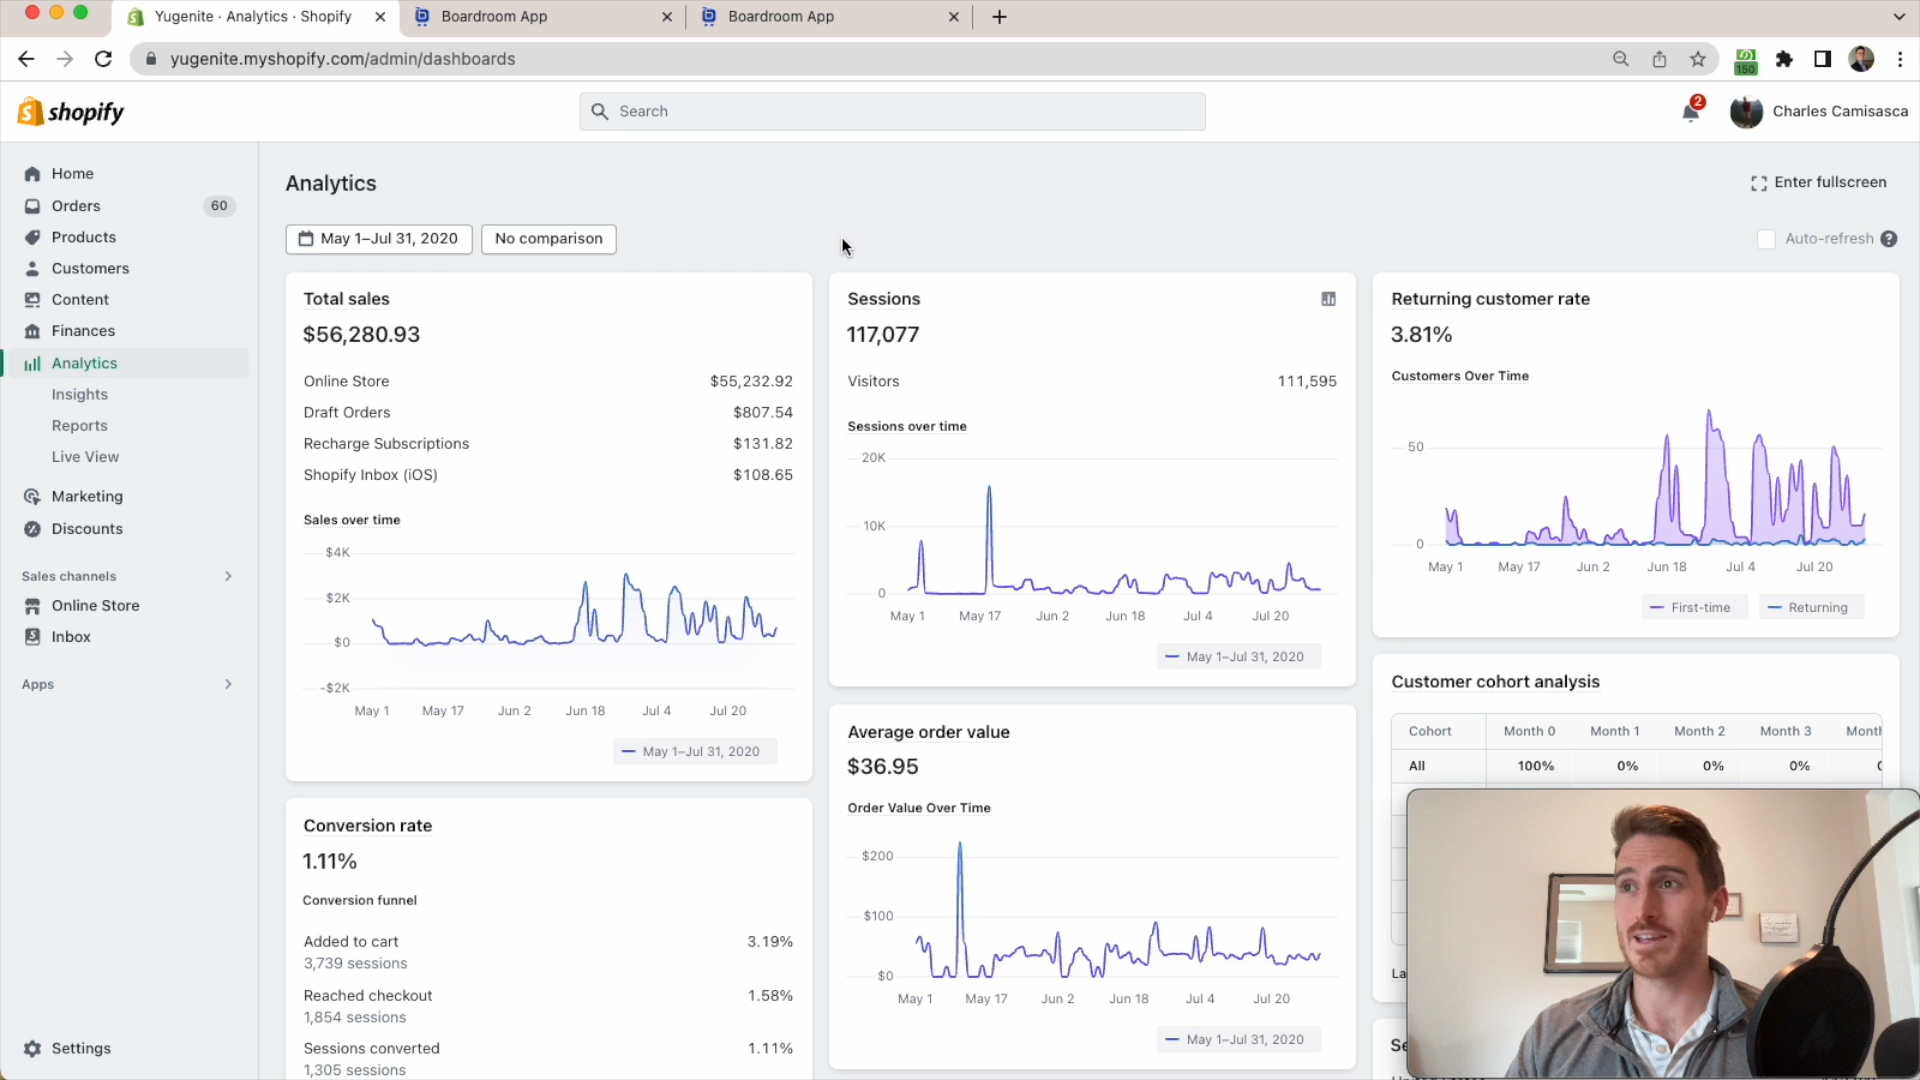 Yugenite · Analytics · Shopify
Boardroom App
Boardroom App
yugenite.myshopify.com/admin/dashboards
150
shopify
Search
2
Charles Camisasca
Home
Orders
60
Products
Customers
Content
Finances
Analytics
Insights
Reports
Live View
Marketing
Discounts
Sales channels
Online Store
Inbox
Apps
Settings
Analytics
Enter fullscreen
May 1–Jul 31, 2020
No comparison
Auto-refresh
Total sales
$56,280.93
Online Store $55,232.92
Draft Orders $807.54
Recharge Subscriptions $131.82
Shopify Inbox (iOS) $108.65
Sales over time
$4K
$2K
$0
-$2K
May 1 May 17 Jun 2 Jun 18 Jul 4 Jul 20
May 1–Jul 31, 2020
Conversion rate
1.11%
Conversion funnel
Added to cart 3.19%
3,739 sessions
Reached checkout 1.58%
1,854 sessions
Sessions converted 1.11%
1,305 sessions
Sessions
117,077
Visitors 111,595
Sessions over time
20K
10K
0
May 1 May 17 Jun 2 Jun 18 Jul 4 Jul 20
May 1–Jul 31, 2020
Average order value
$36.95
Order Value Over Time
$200
$100
$0
May 1 May 17 Jun 2 Jun 18 Jul 4 Jul 20
May 1–Jul 31, 2020
Returning customer rate
3.81%
Customers Over Time
50
0
May 1 May 17 Jun 2 Jun 18 Jul 4 Jul 20
First-time Returning
Customer cohort analysis
Cohort Month 0 Month 1 Month 2 Month 3 Mont
All 100% 0% 0% 0%
La
Se